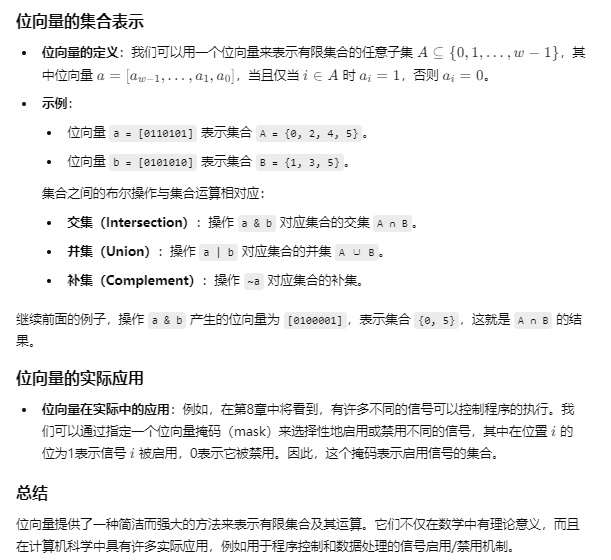 位向量的集合表示
• 位向量的定义：我们可以用一个位向量来表示有限集合的任意子集 A ⊆ {0, 1, . . . , w − 1}，其
中位向量 a = [a_{w−1}, . . . , a_1, a_0]，当且仅当 i ∈ A 时 a_i = 1，否则 a_i = 0。
• 示例：
• 位向量 a = [0110101] 表示集合 A = {0, 2, 4, 5}。
• 位向量 b = [0101010] 表示集合 B = {1, 3, 5}。
集合之间的布尔操作与集合运算相对应：
• 交集（Intersection）：操作 a & b 对应集合的交集 A ∩ B。
• 并集（Union）：操作 a | b 对应集合的并集 A ∪ B。
• 补集（Complement）：操作 ~a 对应集合的补集。
继续前面的例子，操作 a & b 产生的位向量为 [0100001]，表示集合 {0, 5}，这就是 A ∩ B 的结
果。
位向量的实际应用
• 位向量在实际中的应用：例如，在第8章中将看到，有许多不同的信号可以控制程序的执行。我
们可以通过指定一个位向量掩码（mask）来选择性地启用或禁用不同的信号，其中在位置 i 的
位为1表示信号 i 被启用，0表示它被禁用。因此，这个掩码表示启用信号的集合。
总结
位向量提供了一种简洁而强大的方法来表示有限集合及其运算。它们不仅在数学中有理论意义，而且
在计算机科学中具有许多实际应用，例如用于程序控制和数据处理的信号启用/禁用机制。